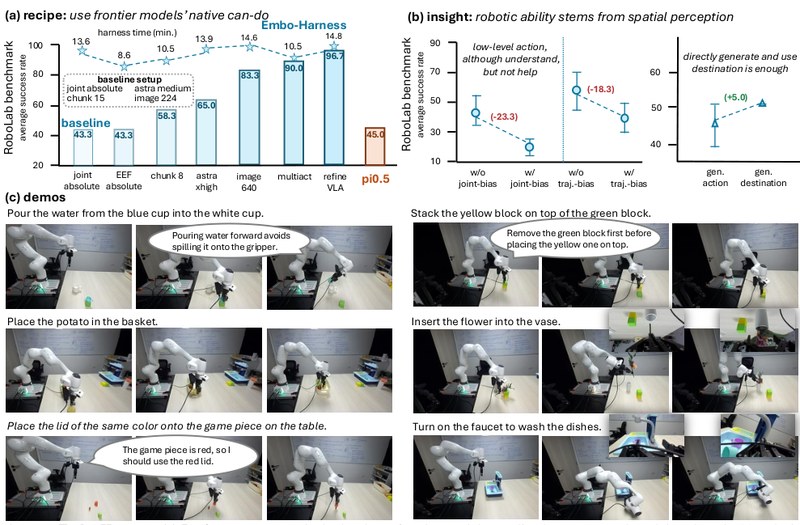 (a) recipe: use frontier models' native can-do
Embo-Harness
harness time (min.)
RoboLab benchmark
average success rate
100
80
60
40
20
13.6
8.6
10.5
13.9
14.6
10.5
14.8
baseline setup
joint absolute astra medium
chunk 15 image 224
baseline
43.3
43.3
58.3
65.0
83.3
90.0
96.7
45.0
joint absolute
EEF absolute
chunk 8
astra xhigh
image 640
multiact
refine VLA
pi0.5
(b) insight: robotic ability stems from spatial perception
RoboLab benchmark
average success rate
90
70
50
30
10
low-level action,
although understand,
but not help
(-23.3)
(-18.3)
w/o joint-bias
w/ joint-bias
w/o traj.-bias
w/ traj.-bias
60
50
40
directly generate and use
destination is enough
(+5.0)
gen. action
gen. destination
(c) demos
Pour the water from the blue cup into the white cup.
Pouring water forward avoids
spilling it onto the gripper.
Stack the yellow block on top of the green block.
Remove the green block first before
placing the yellow one on top.
Place the potato in the basket.
Insert the flower into the vase.
Place the lid of the same color onto the game piece on the table.
The game piece is red, so I
should use the red lid.
Turn on the faucet to wash the dishes.